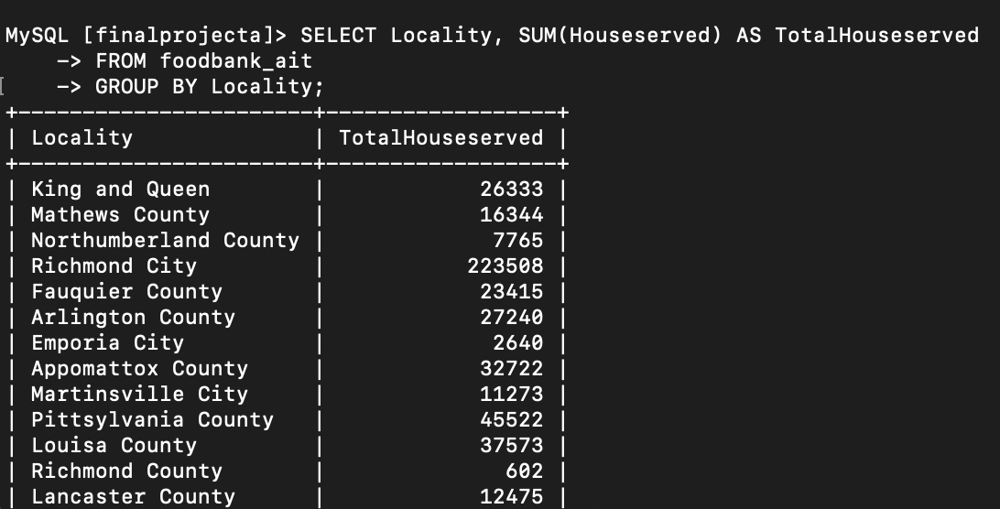 MySQL [finalprojecta]> SELECT Locality, SUM(Houseserved) AS TotalHouseserved
    -> FROM foodbank_ait
    -> GROUP BY Locality;
+-----------------------+------------------+
| Locality              | TotalHouseserved |
+-----------------------+------------------+
| King and Queen        |            26333 |
| Mathews County        |            16344 |
| Northumberland County |             7765 |
| Richmond City         |           223508 |
| Fauquier County       |            23415 |
| Arlington County      |            27240 |
| Emporia City          |             2640 |
| Appomattox County     |            32722 |
| Martinsville City     |            11273 |
| Pittsylvania County   |            45522 |
| Louisa County         |            37573 |
| Richmond County       |              602 |
| Lancaster County      |            12475 |